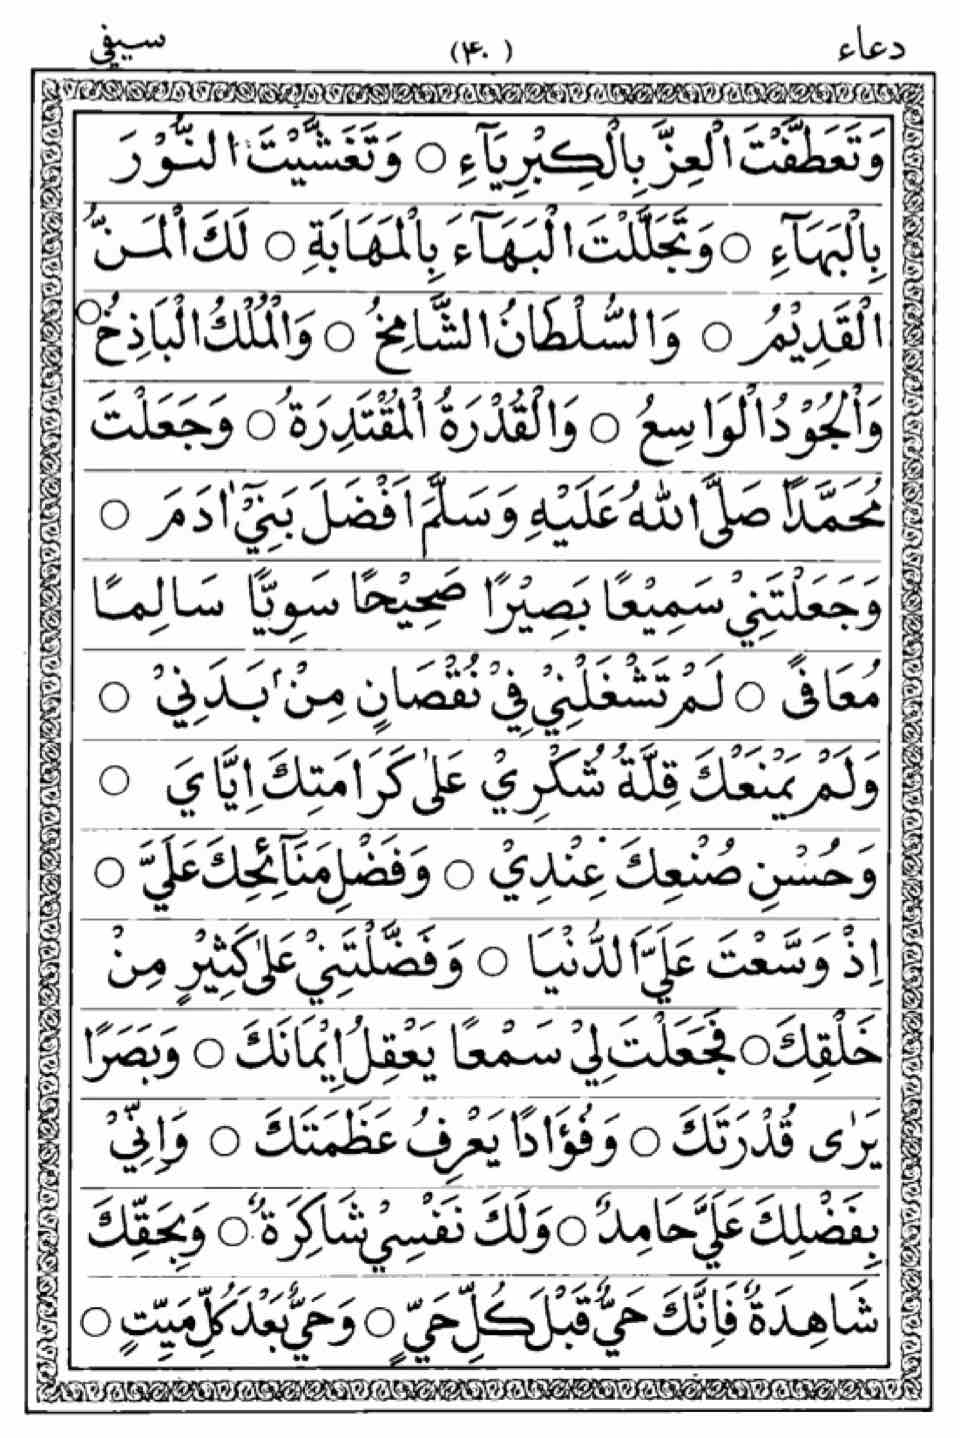 دعاء (۴۰) سيفي
وَتَعَطَّفْتَ الْعِزَّ بِالْكِبْرِيَآءِ ○ وَتَغَشَّيْتَ النُّوْرَ
بِالْبَهَآءِ ○ وَتَجَلَّلْتَ الْبَهَآءَ بِالْمَهَابَةِ ○ لَكَ الْمَنُّ
الْقَدِيْمُ ○ وَالسُّلْطَانُ الشَّامِخُ ○ وَالْمُلْكُ الْبَاذِخُ ○
وَالْجُوْدُ الْوَاسِعُ ○ وَالْقُدْرَةُ الْمُقْتَدِرَةُ ○ وَجَعَلْتَ
مُحَمَّدًا صَلَّى اللهُ عَلَيْهِ وَسَلَّمَ اَفْضَلَ بَنِيْٓ اٰدَمَ ○
وَجَعَلْتَنِيْ سَمِيْعًا بَصِيْرًا صَحِيْحًا سَوِيًّا سَالِمًا
مُعَافًى ○ لَمْ تَشْغَلْنِيْ فِيْ نُقْصَانٍ مِنْ بَدَنِيْ ○
وَلَمْ يَمْنَعْكَ قِلَّةُ شُكْرِيْ عَلٰى كَرَامَتِكَ اِيَّايَ ○
وَحُسْنِ صُنْعِكَ عِنْدِيْ ○ وَفَضْلِ مَنَآئِحِكَ عَلَيَّ ○
اِذْ وَسَّعْتَ عَلَيَّ الدُّنْيَا ○ وَفَضَّلْتَنِيْ عَلٰى كَثِيْرٍ مِنْ
خَلْقِكَ ○ فَجَعَلْتَ لِيْ سَمْعًا يَعْقِلُ اِيْمَانَكَ ○ وَبَصَرًا
يَرٰى قُدْرَتَكَ ○ وَفُؤَادًا يَعْرِفُ عَظَمَتَكَ ○ وَاِنِّيْ
بِفَضْلِكَ عَلَيَّ حَامِدٌ ○ وَلَكَ نَفْسِيْ شَاكِرَةٌ ○ وَبِحَقِّكَ
شَاهِدَةٌ فَاِنَّكَ حَيٌّ قَبْلَ كُلِّ حَيٍّ ○ وَحَيٌّ بَعْدَ كُلِّ مَيِّتٍ ○